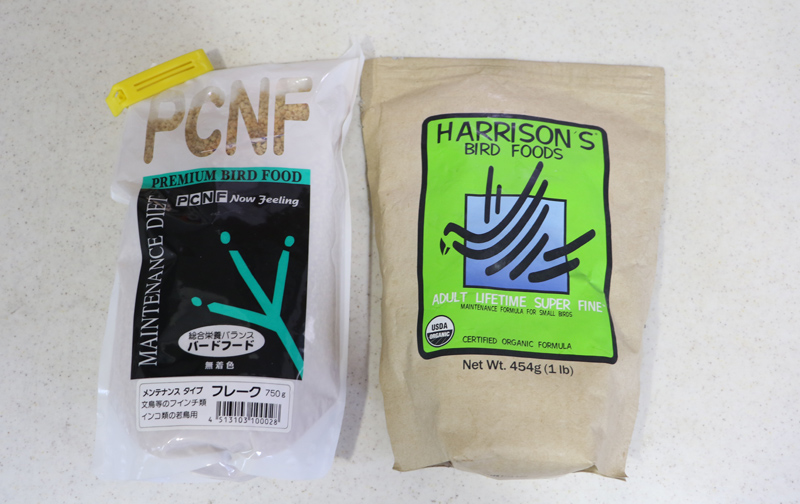 PCNF
PREMIUM BIRD FOOD
PCNF Now Feeling
MAINTENANCE DIET
総合栄養バランス
バードフード
無着色
メンテナンス タイプ フレーク 750g
文鳥等のフィンチ類
インコ類の若鳥用
4 513103 100028
HARRISON'S
BIRD FOODS
ADULT LIFETIME SUPER FINE
MAINTENANCE FORMULA FOR SMALL BIRDS
USDA
ORGANIC
CERTIFIED ORGANIC FORMULA
Net Wt. 454g (1 lb)